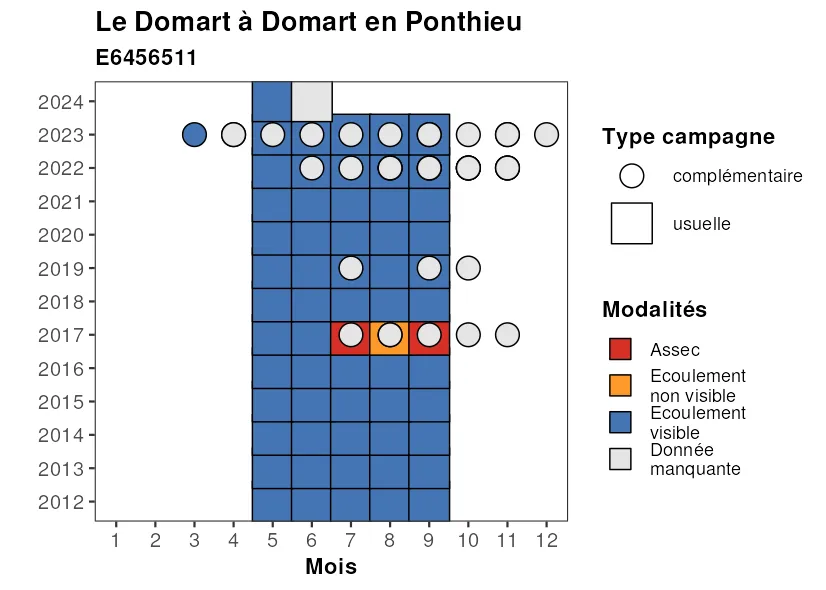 Le Domart à Domart en Ponthieu
E6456511
2024
2023
2022
2021
2020
2019
2018
2017
2016
2015
2014
2013
2012
1 2 3 4 5 6 7 8 9 10 11 12
Mois
Type campagne
complémentaire
usuelle
Modalités
Assec
Ecoulement
non visible
Ecoulement
visible
Donnée
manquante